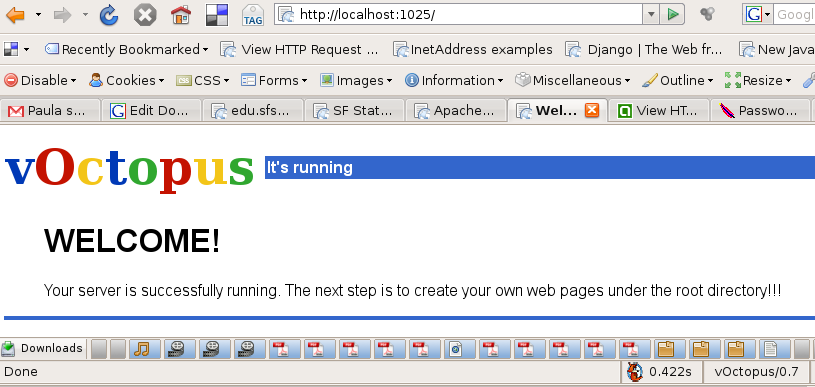 TAG http://localhost:1025/ G Googl
Recently Bookmarked View HTTP Request ... InetAddress examples Django | The Web fr... New Java
Disable Cookies CSS Forms Images Information Miscellaneous Outline Resize
Paula s... Edit Do... edu.sfs... SF Stat... Apache... Wel... View HT... Passwo...
vOctopus It's running
WELCOME!
Your server is successfully running. The next step is to create your own web pages under the root directory!!!
Downloads
Done 0.422s vOctopus/0.7